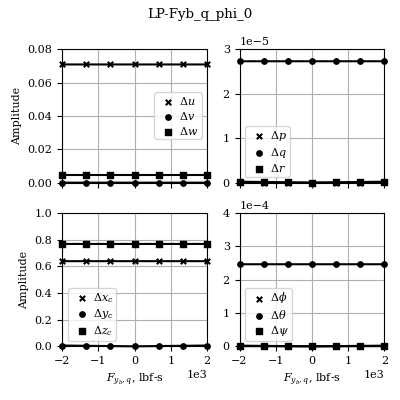 LP-Fyb_q_phi_0
Amplitude
0.08
0.06
0.04
0.02
0.00
Δu
Δv
Δw
1e−5
3
2
1
0
Δp
Δq
Δr
Amplitude
1.0
0.8
0.6
0.4
0.2
0.0
Δx_c
Δy_c
Δz_c
−2 −1 0 1 2
1e3
F_{y_b, q}, lbf-s
1e−4
4
3
2
1
0
Δϕ
Δθ
Δψ
−2 −1 0 1 2
1e3
F_{y_b, q}, lbf-s